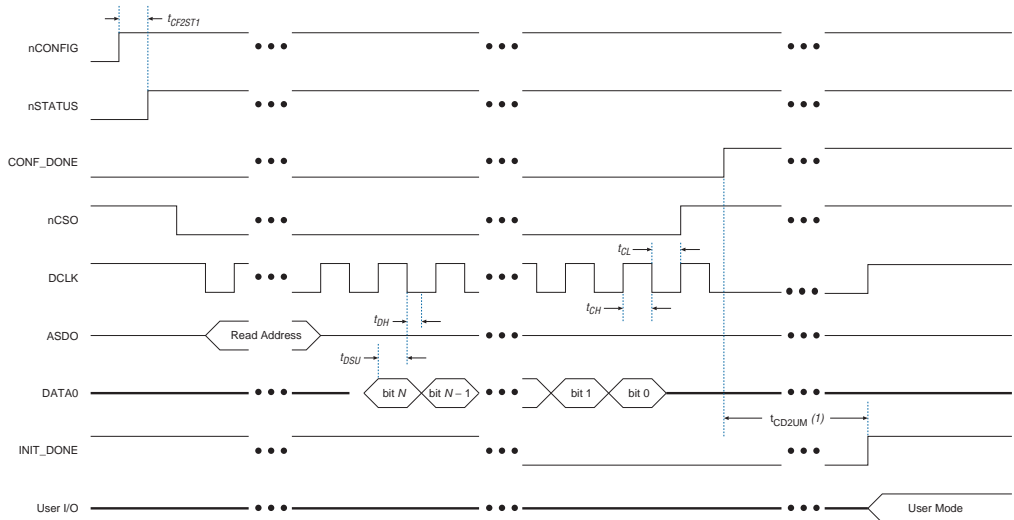 tCF2ST1
nCONFIG
nSTATUS
CONF_DONE
nCSO
tCL
DCLK
tCH
tDH
ASDO
Read Address
tDSU
DATA0
bit N
bit N – 1
bit 1
bit 0
tCD2UM (1)
INIT_DONE
User I/O
User Mode